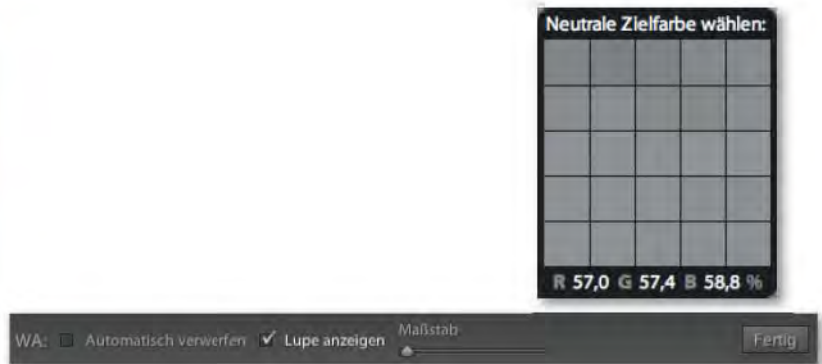 Neutrale Zielfarbe wählen:
R 57,0 G 57,4 B 58,8 %
WA: Automatisch verwerfen Lupe anzeigen Maßstab Fertig